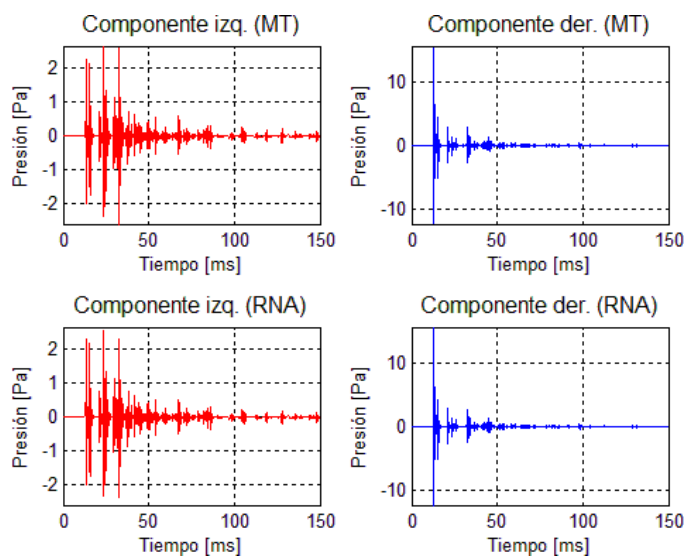 Componente izq. (MT)
Componente der. (MT)
Presión [Pa]
2
1
0
-1
-2
0
50
100
150
Tiempo [ms]
Presión [Pa]
10
0
-10
0
50
100
150
Tiempo [ms]
Componente izq. (RNA)
Componente der. (RNA)
Presión [Pa]
2
1
0
-1
-2
0
50
100
150
Tiempo [ms]
Presión [Pa]
10
0
-10
0
50
100
150
Tiempo [ms]